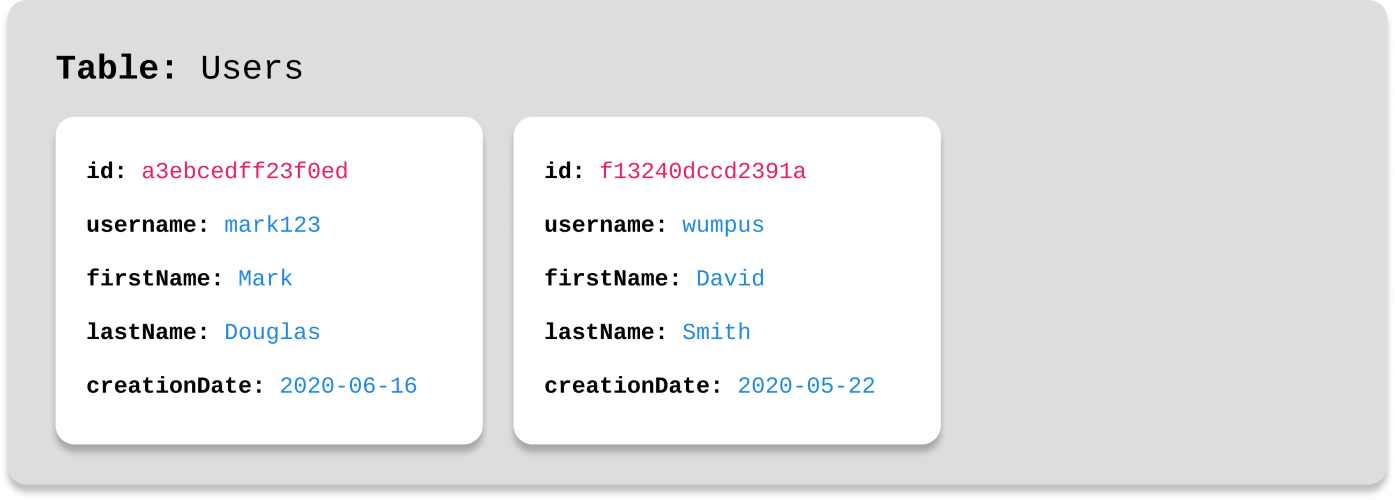 Table: Users
id: a3ebcedff23f0ed
username: mark123
firstName: Mark
lastName: Douglas
creationDate: 2020-06-16
id: f13240dccd2391a
username: wumpus
firstName: David
lastName: Smith
creationDate: 2020-05-22